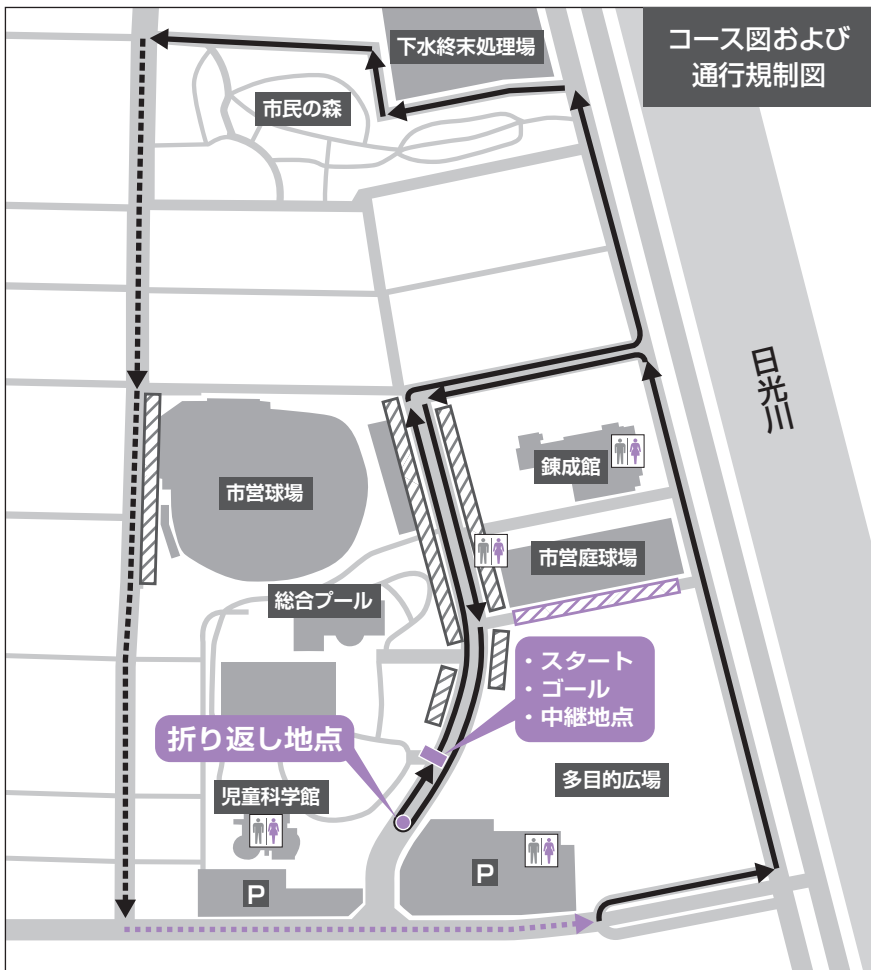 コース図および
通行規制図
下水終末処理場
市民の森
日光川
錬成館
市営球場
市営庭球場
総合プール
・スタート
・ゴール
・中継地点
折り返し地点
多目的広場
児童科学館
P
P